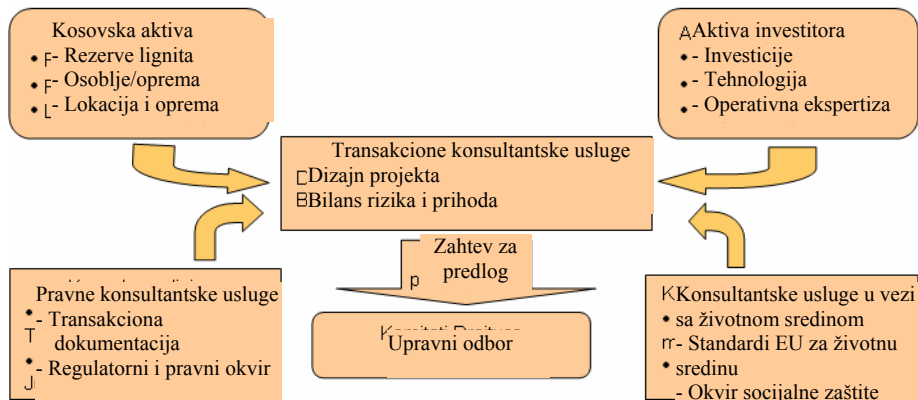 Kosovska aktiva
- Rezerve lignita
- Osoblje/oprema
- Lokacija i oprema
Aktiva investitora
- Investicije
- Tehnologija
- Operativna ekspertiza
Transakcione konsultantske usluge
Dizajn projekta
Bilans rizika i prihoda
Zahtev za
predlog
Pravne konsultantske usluge
- Transakciona
dokumentacija
- Regulatorni i pravni okvir
Upravni odbor
Konsultantske usluge u vezi
sa životnom sredinom
- Standardi EU za životnu
sredinu
- Okvir socijalne zaštite